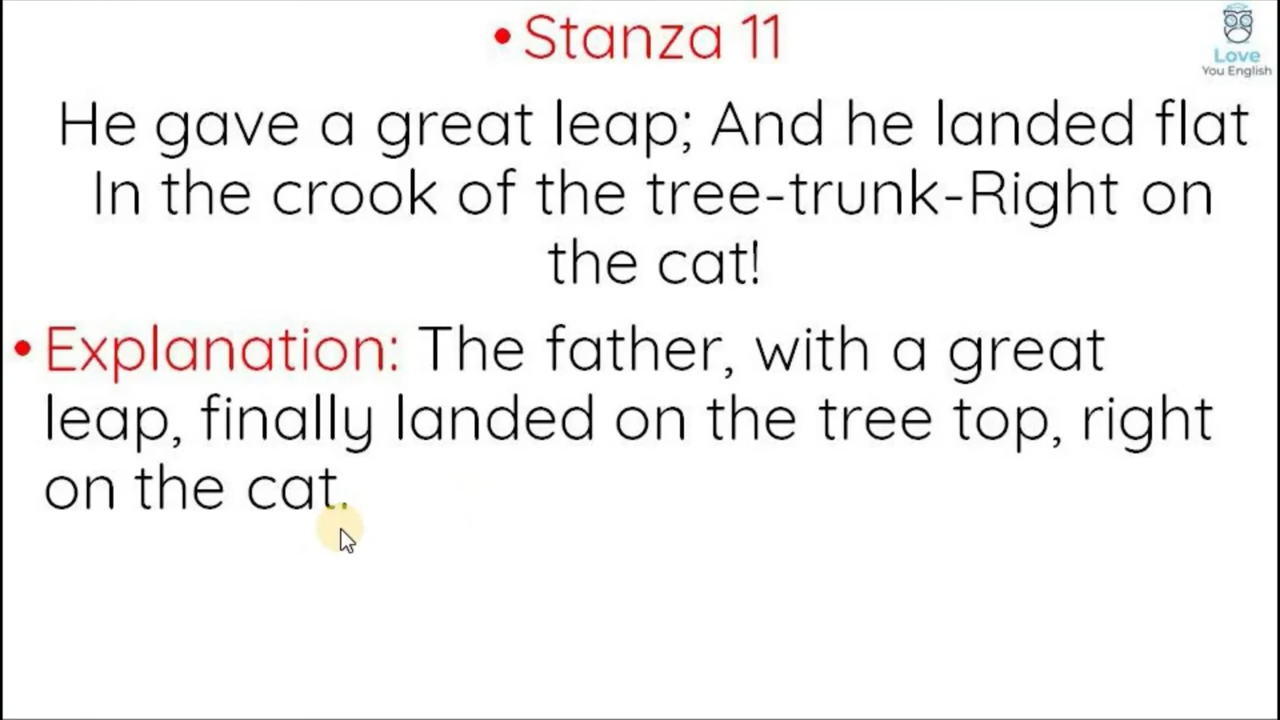 • Stanza 11
Love
You English
He gave a great leap; And he landed flat
In the crook of the tree-trunk-Right on
the cat!
• Explanation: The father, with a great
leap, finally landed on the tree top, right
on the cat.